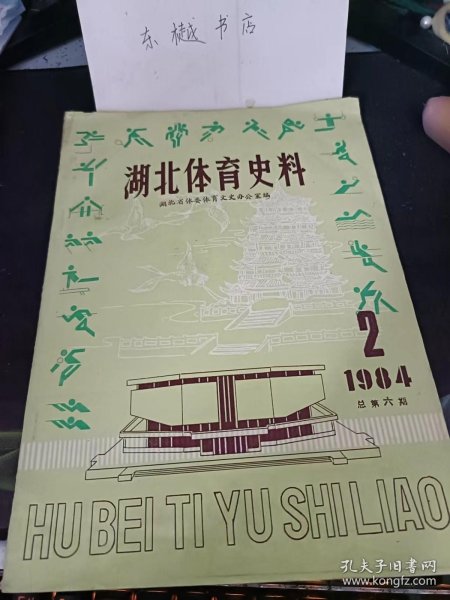 东樾书店
湖北体育史料
湖北省体委体育文史办公室编
2
1984
总第六期
HU BEI TI YU SHI LIAO
孔夫子旧书网
www.kongfz.com